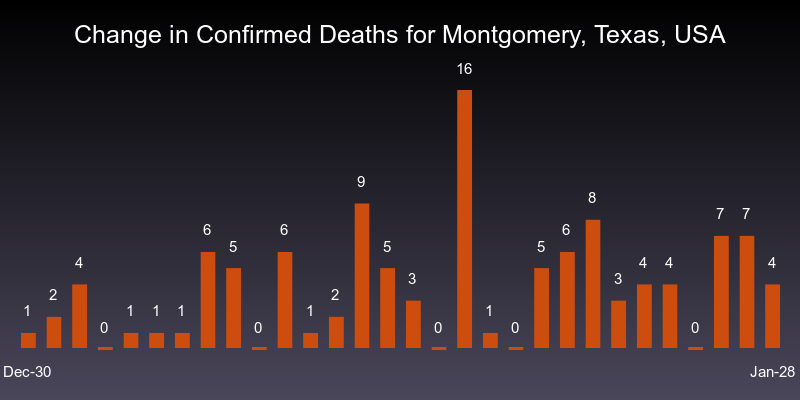 Change in Confirmed Deaths for Montgomery, Texas, USA
1 2 4 0 1 1 1 6 5 0 6 1 2 9 5 3 0 16 1 0 5 6 8 3 4 4 0 7 7 4
Dec-30 Jan-28